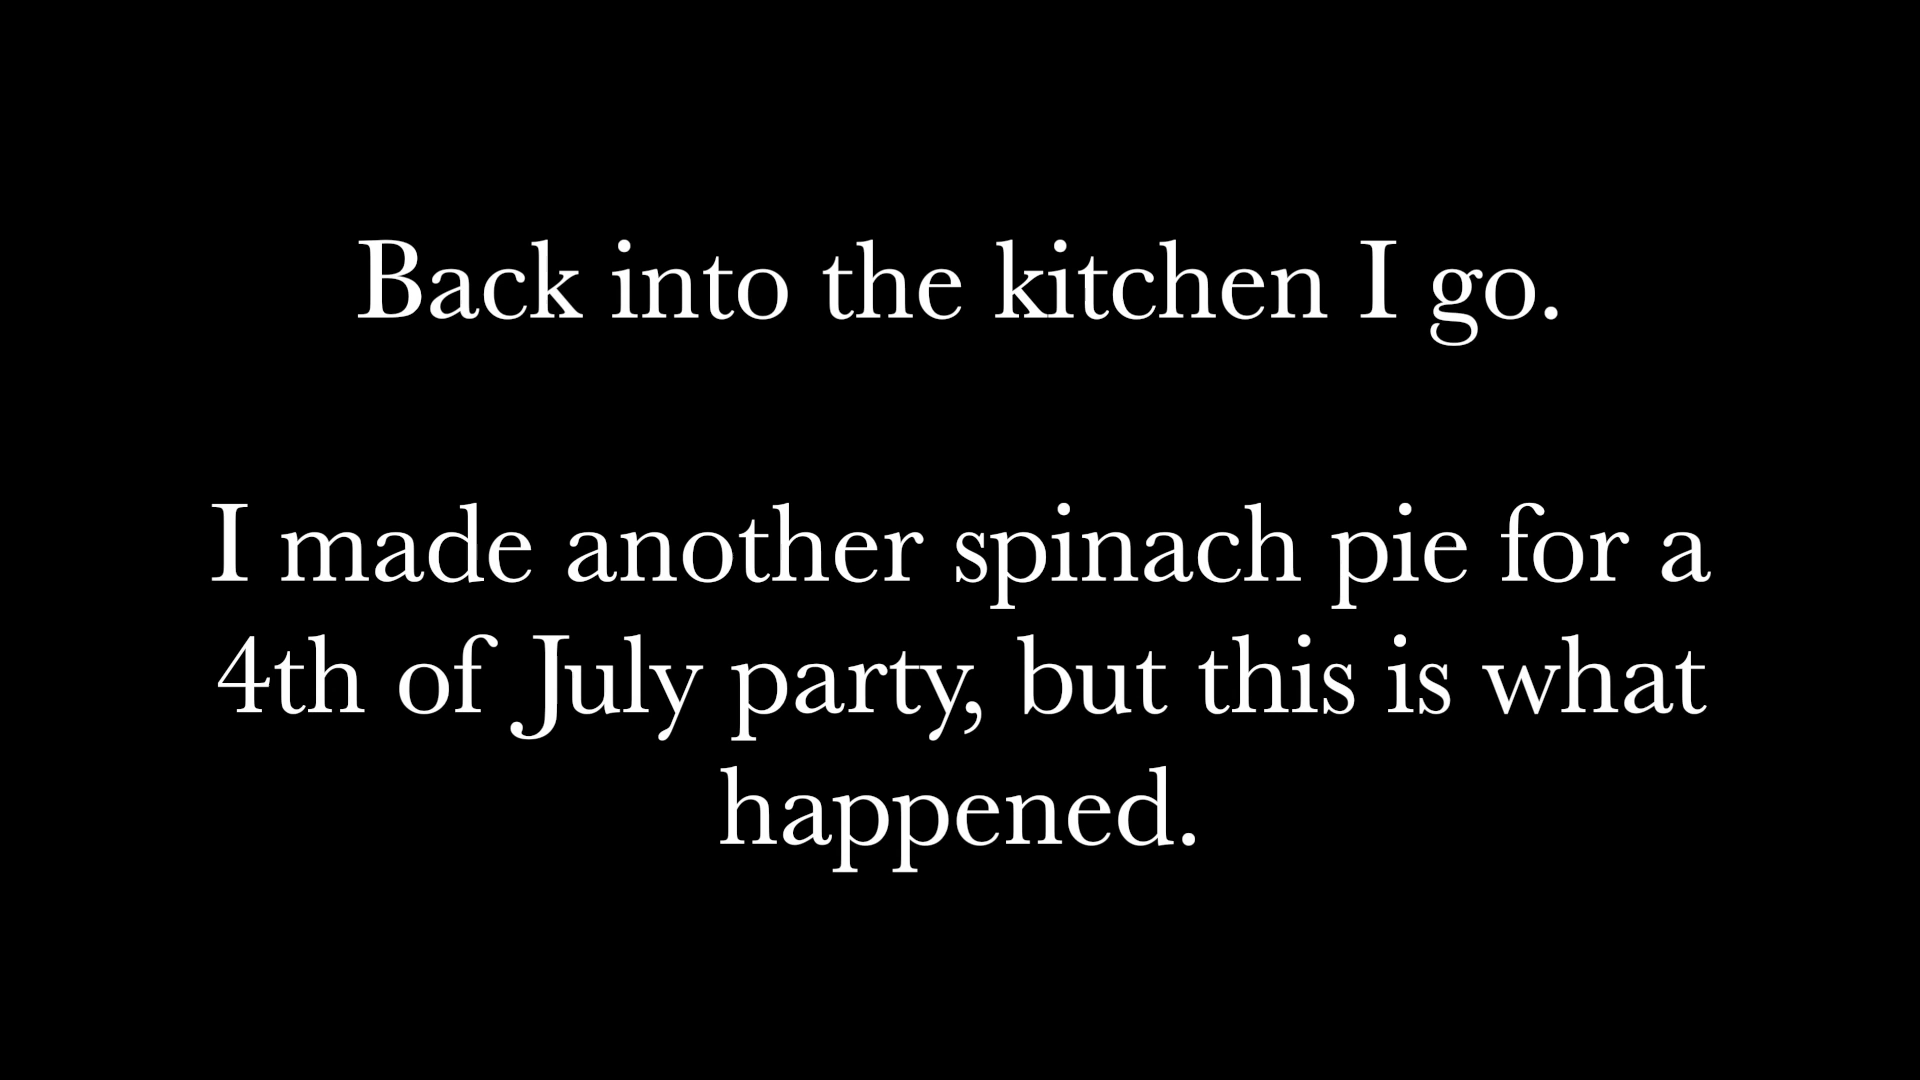 Back into the kitchen I go.
I made another spinach pie for a
4th of July party, but this is what
happened.